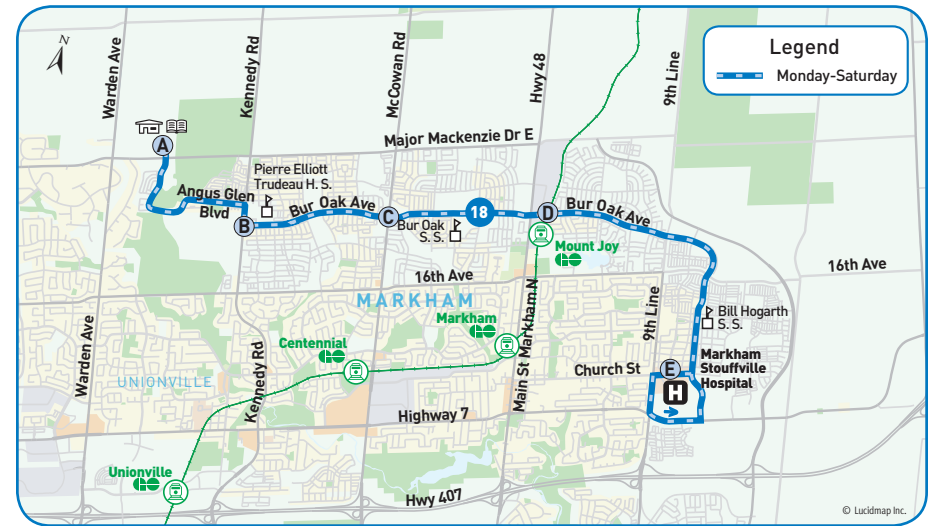 N
Warden Ave
Kennedy Rd
McCowan Rd
Hwy 48
9th Line
Legend
Monday-Saturday
Major Mackenzie Dr E
A
Pierre Elliott
Trudeau H. S.
Angus Glen
Blvd
B
Bur Oak Ave
C
Bur Oak
S. S.
18
D
Bur Oak Ave
Mount Joy
16th Ave
16th Ave
MARKHAM
Markham
Main St Markham N
9th Line
Bill Hogarth
S. S.
Centennial
Warden Ave
Kennedy Rd
UNIONVILLE
Church St
E
H
Markham
Stouffville
Hospital
Highway 7
Unionville
Hwy 407
© Lucidmap Inc.